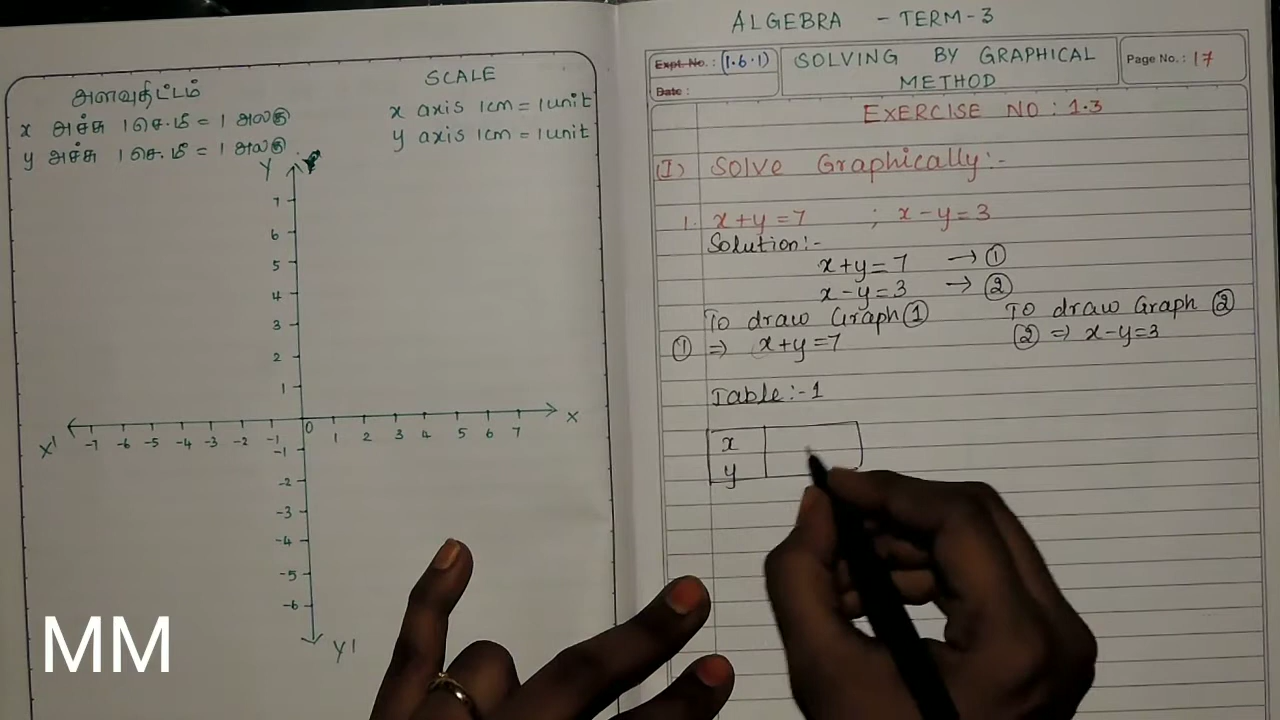 அளவுதிட்டம்
x அச்சு 1செ.மீ = 1 அலகு
y அச்சு 1செ.மீ = 1 அலகு
SCALE
x axis 1cm = 1unit
y axis 1cm = 1unit
Y
7
6
5
4
3
2
1
X' -7 -6 -5 -4 -3 -2 -1 0 1 2 3 4 5 6 7 X
-1
-2
-3
-4
-5
-6
Y'
MM
ALGEBRA - TERM-3
Expt. No. : (1.6.1)
Date :
SOLVING BY GRAPHICAL
METHOD
Page No. : 17
EXERCISE NO : 1.3
(I) Solve Graphically:-
1. x+y=7 ; x-y=3
Solution:-
x+y=7 → ①
x-y=3 → ②
To draw Graph ①
① ⇒ x+y=7
To draw Graph ②
② ⇒ x-y=3
Table:-1
x
y